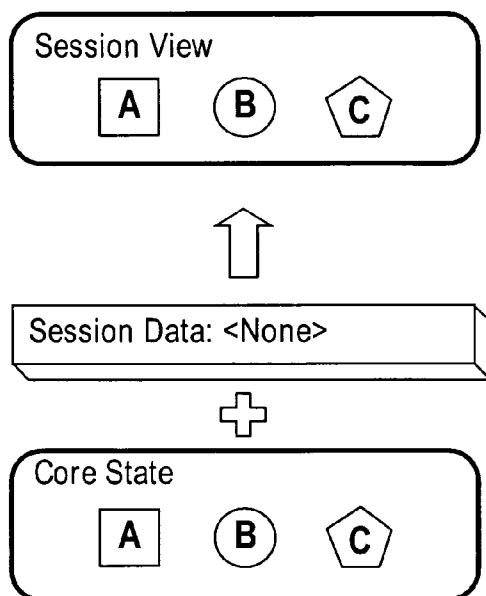 Session View
A B C
Session Data: <None>
Core State
A B C